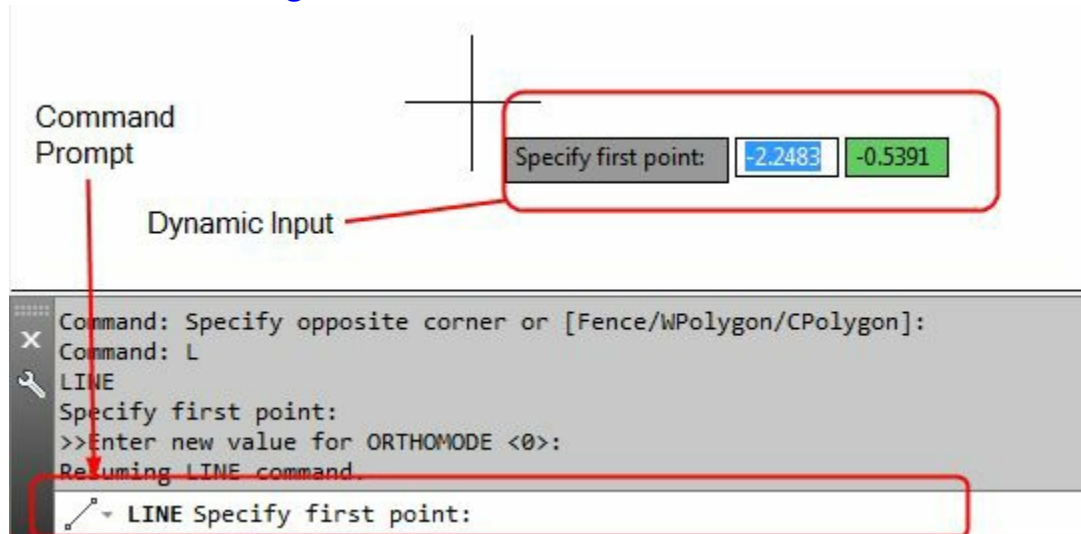 Command
Prompt
Specify first point: -2.2483 -0.5391
Dynamic Input
Command: Specify opposite corner or [Fence/WPolygon/CPolygon]:
Command: L
LINE
Specify first point:
>>Enter new value for ORTHOMODE <0>:
Resuming LINE command.
LINE Specify first point: